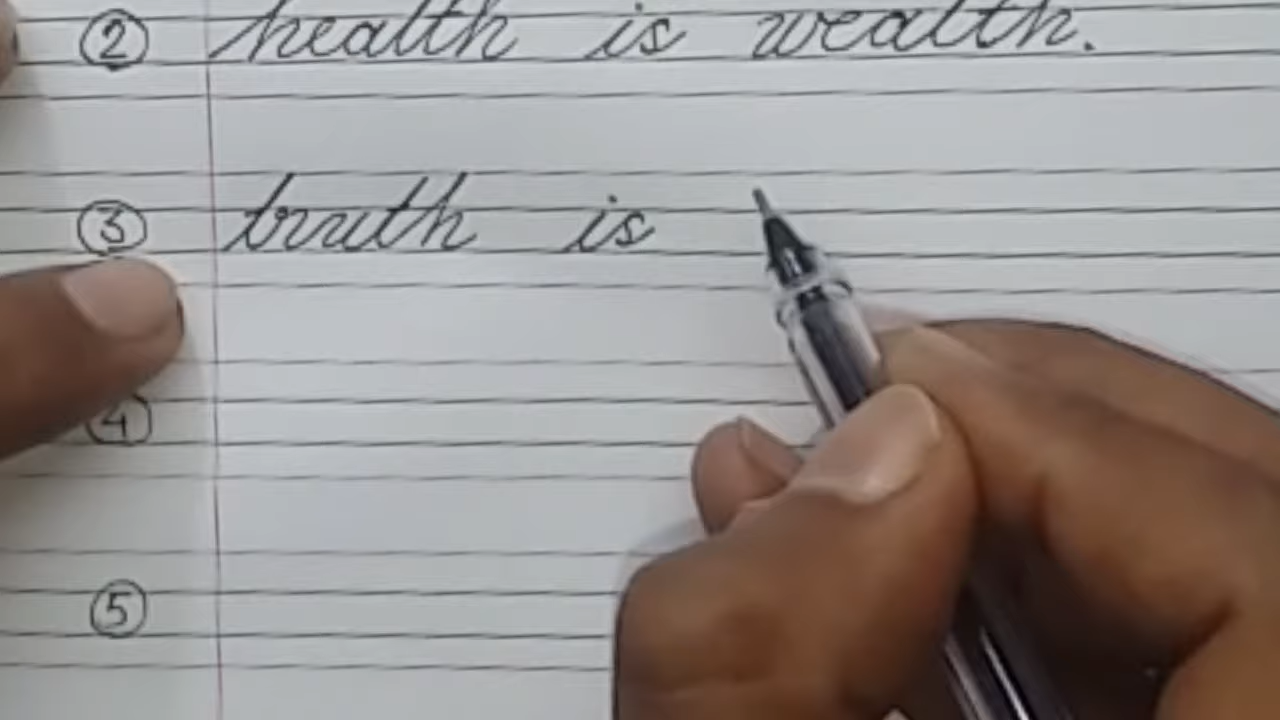 ② health is wealth.
③ truth is
④
⑤